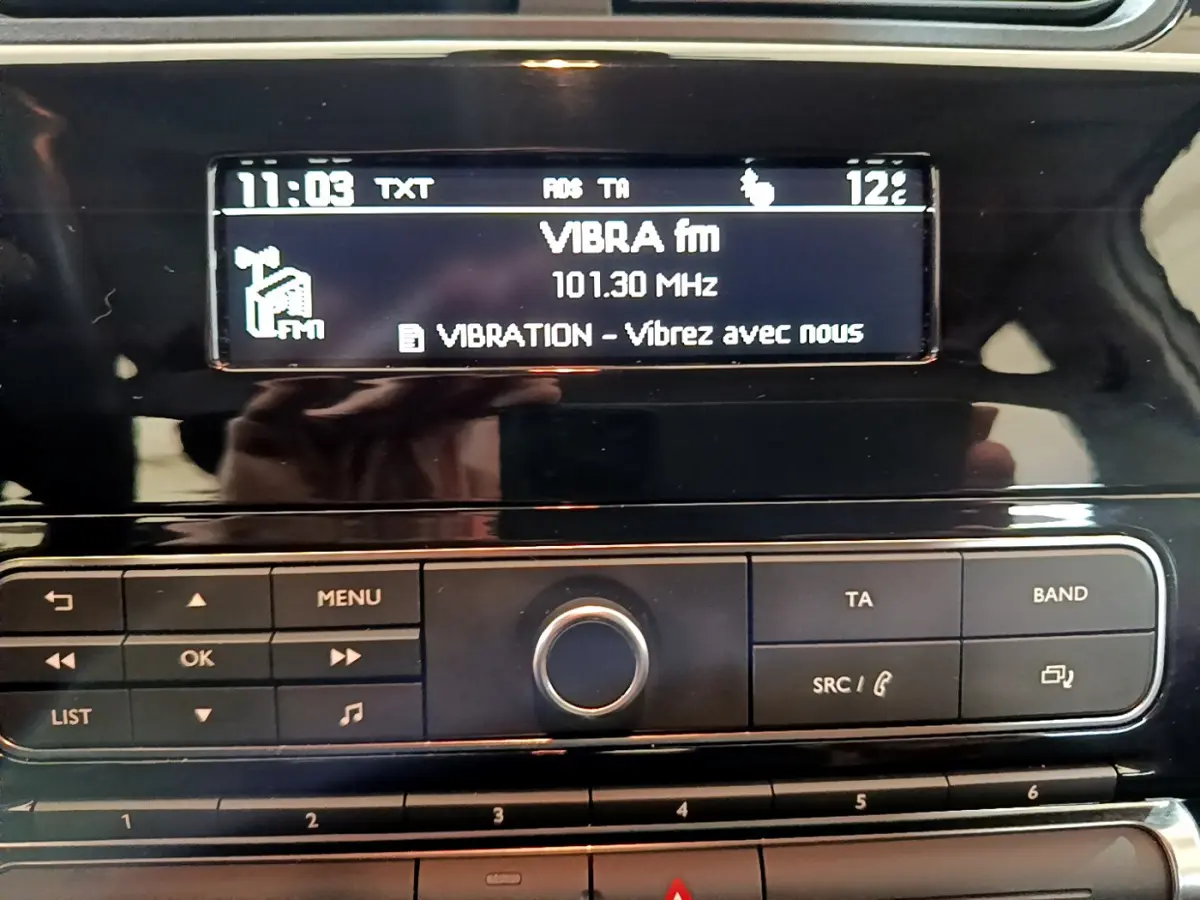 11:03 TXT RDS TA 12°C
VIBRA fm
101.30 MHz
FM1
VIBRATION - Vibrez avec nous
MENU
TA
BAND
OK
SRC /
LIST
1 2 3 4 5 6